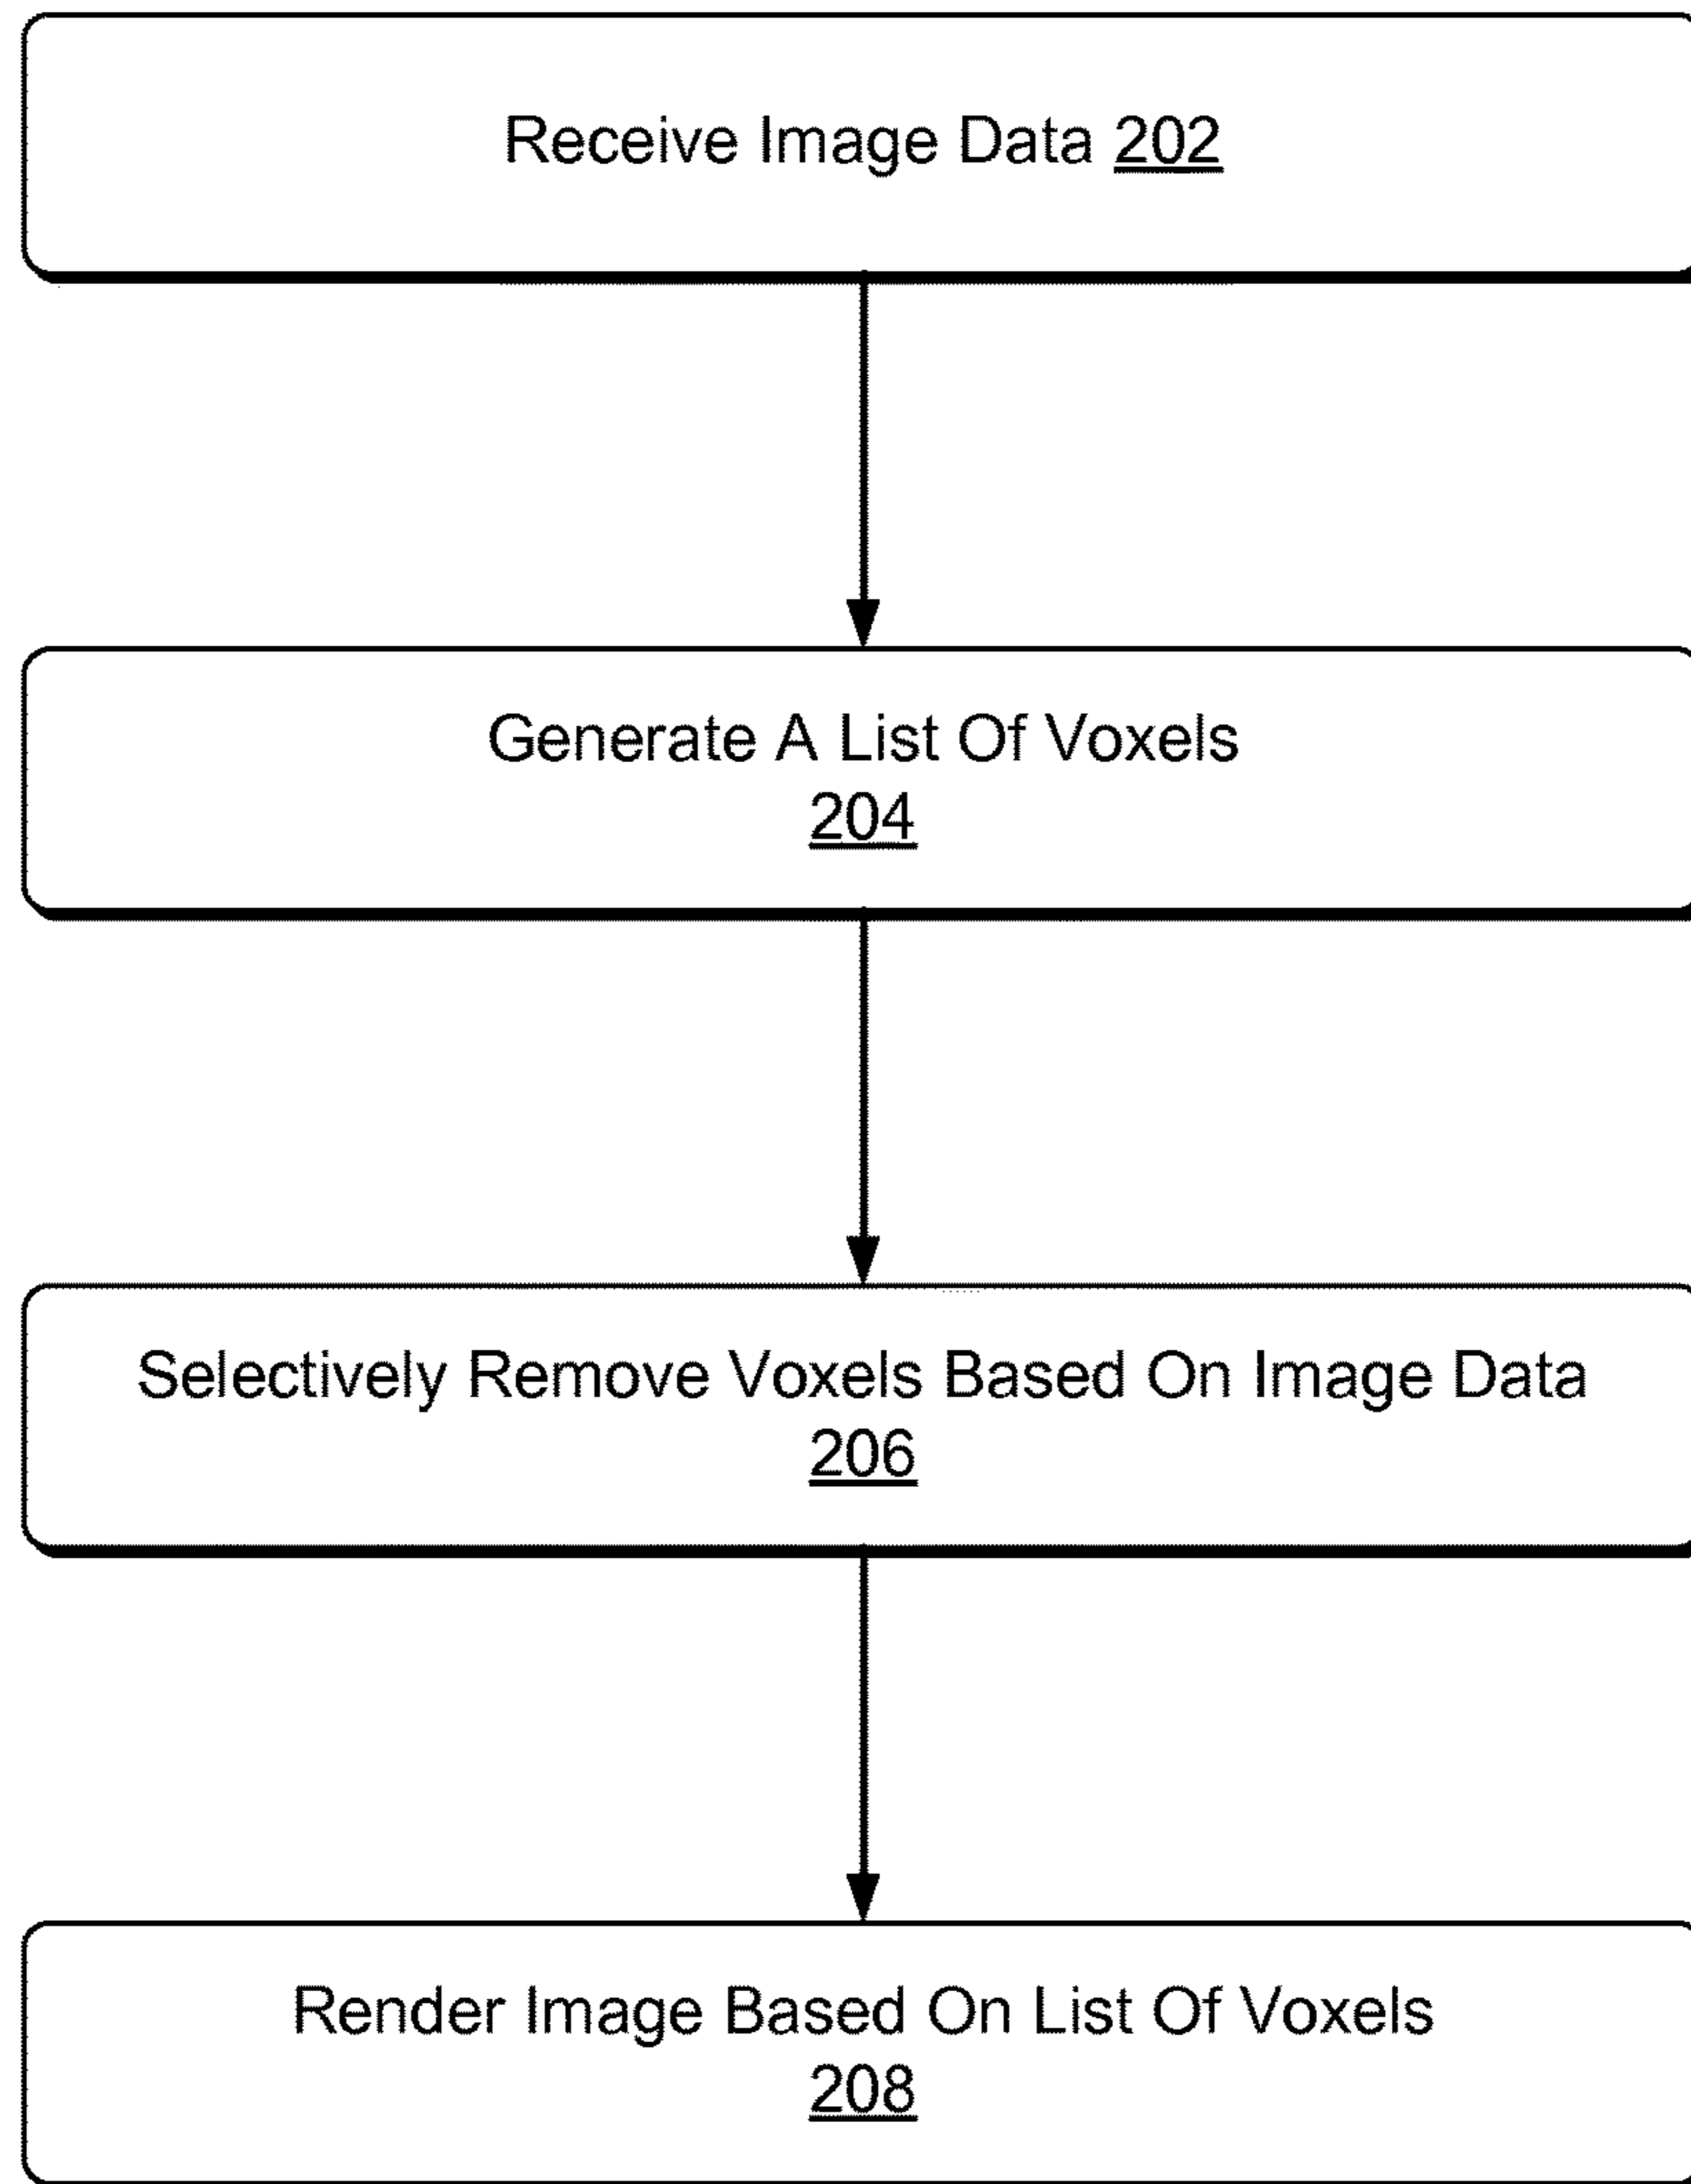 Receive Image Data 202
Generate A List Of Voxels
204
Selectively Remove Voxels Based On Image Data
206
Render Image Based On List Of Voxels
208